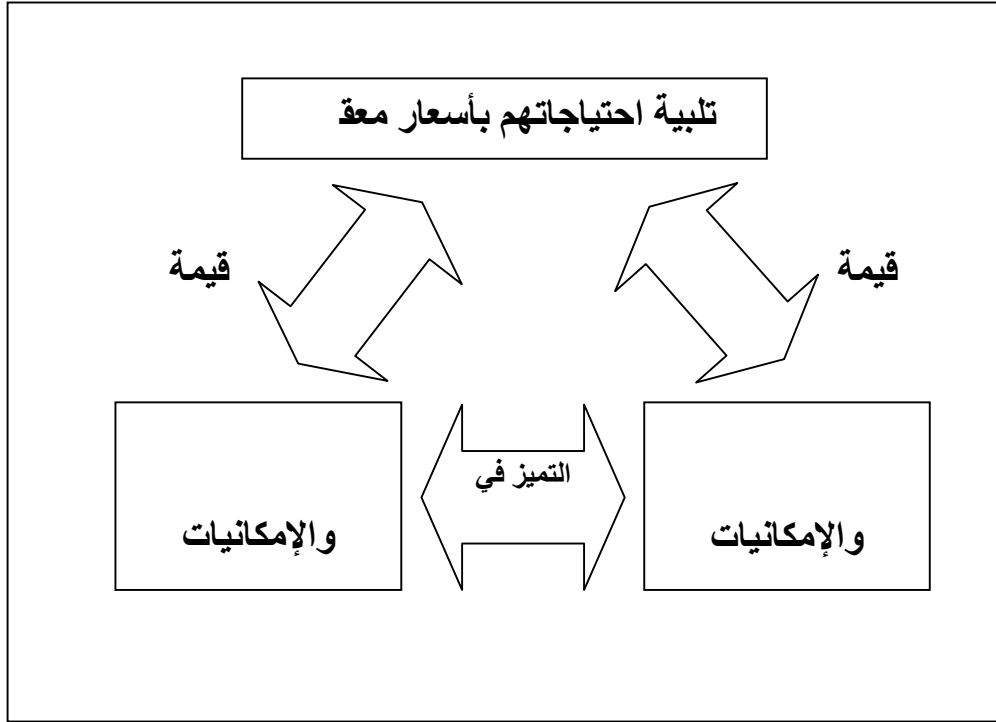 تلبية احتياجاتهم بأسعار معق
قيمة
قيمة
التميز في
والإمكانيات
والإمكانيات